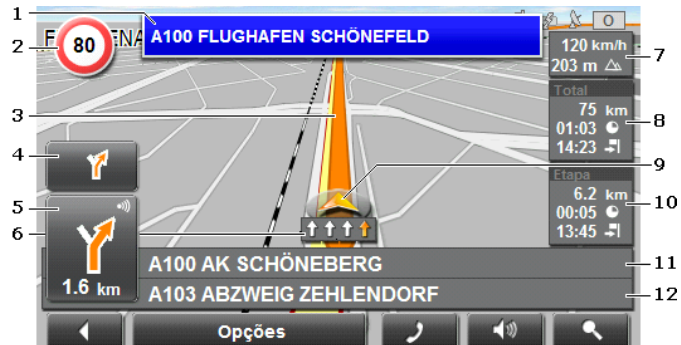 1
A100 FLUGHAFEN SCHÖNEFELD
O
2
80
120 km/h
7
203 m
Total
75 km
8
3
01:03
14:23
4
9
Etapa
5
6.2 km
10
00:05
6
13:45
A100 AK SCHÖNEBERG
11
1.6 km
A103 ABZWEIG ZEHLENDORF
12
Opções